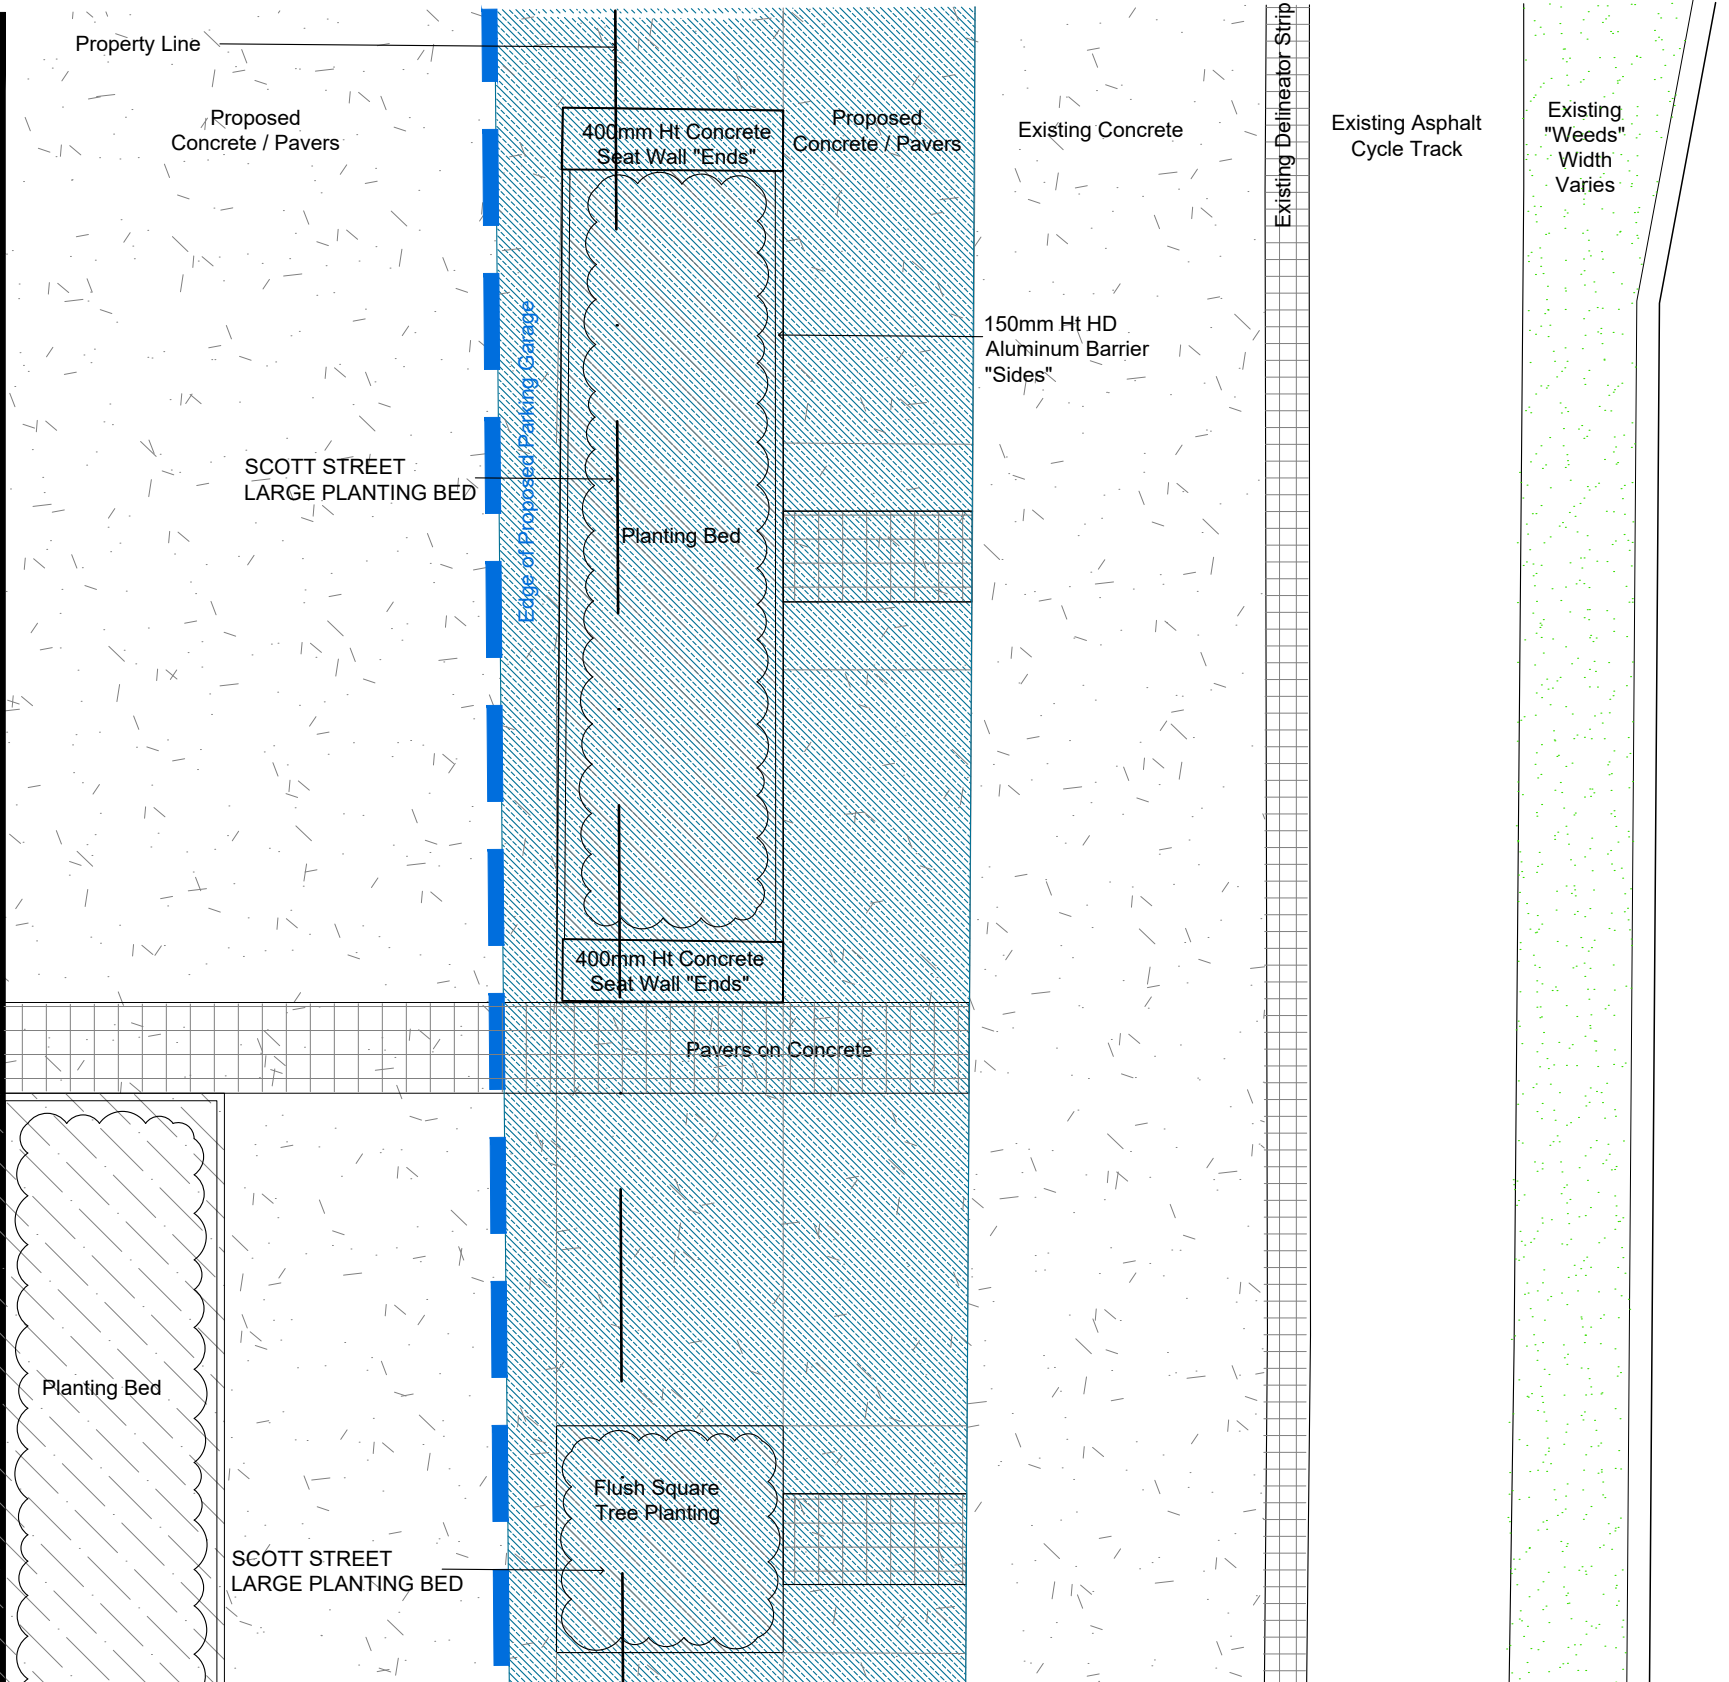 Property Line
Proposed
Concrete / Pavers
400mm Ht Concrete
Seat Wall "Ends"
Proposed
Concrete / Pavers
Existing Concrete
Existing Delineator Strip
Existing Asphalt
Cycle Track
Existing
"Weeds"
Width
Varies
150mm Ht HD
Aluminum Barrier
"Sides"
Edge of Proposed Parking Garage
SCOTT STREET
LARGE PLANTING BED
Planting Bed
400mm Ht Concrete
Seat Wall "Ends"
Pavers on Concrete
Planting Bed
Flush Square
Tree Planting
SCOTT STREET
LARGE PLANTING BED